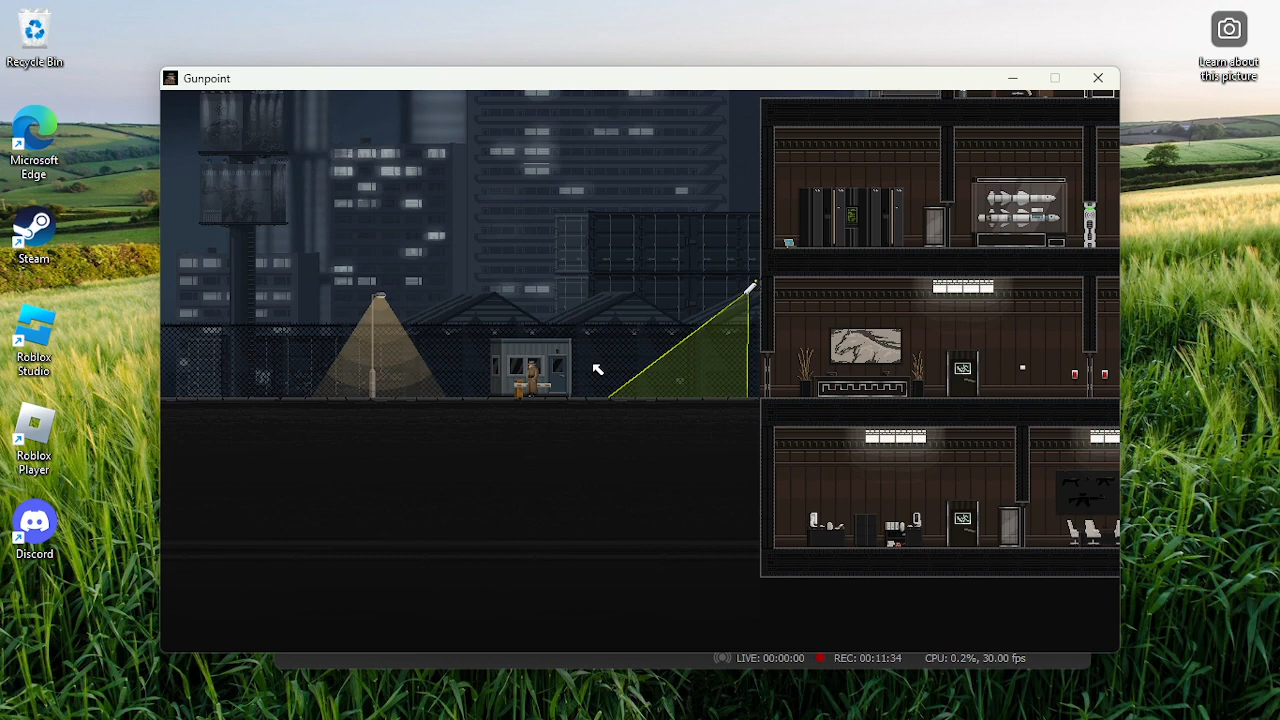 Recycle Bin
Learn about
this picture
Gunpoint
Microsoft
Edge
Steam
Roblox
Studio
Roblox
Player
Discord
LIVE: 00:00:00
REC: 00:11:34
CPU: 0.2%, 30.00 fps